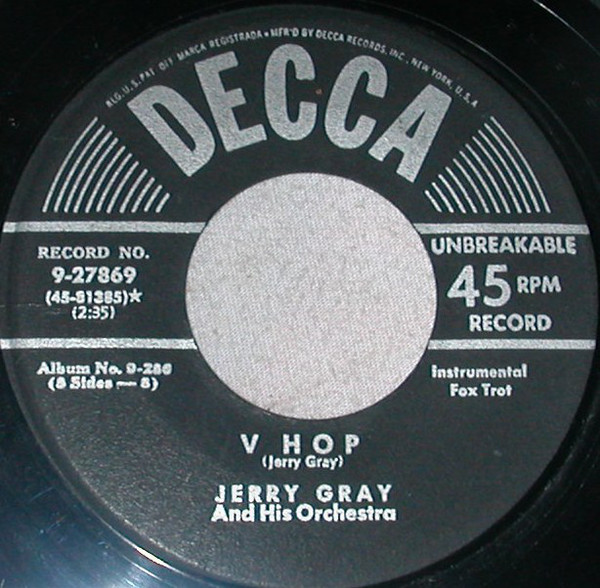 REG. U.S. PAT. OFF. MARCA REGISTRADA • MF'R'D BY DECCA RECORDS, INC., NEW YORK, U.S.A.
DECCA
RECORD NO.
9-27869
(45-81385)★
(2:35)
UNBREAKABLE
45 RPM
RECORD
Album No. 9-286
(8 Sides — 8)
Instrumental
Fox Trot
V HOP
(Jerry Gray)
JERRY GRAY
And His Orchestra